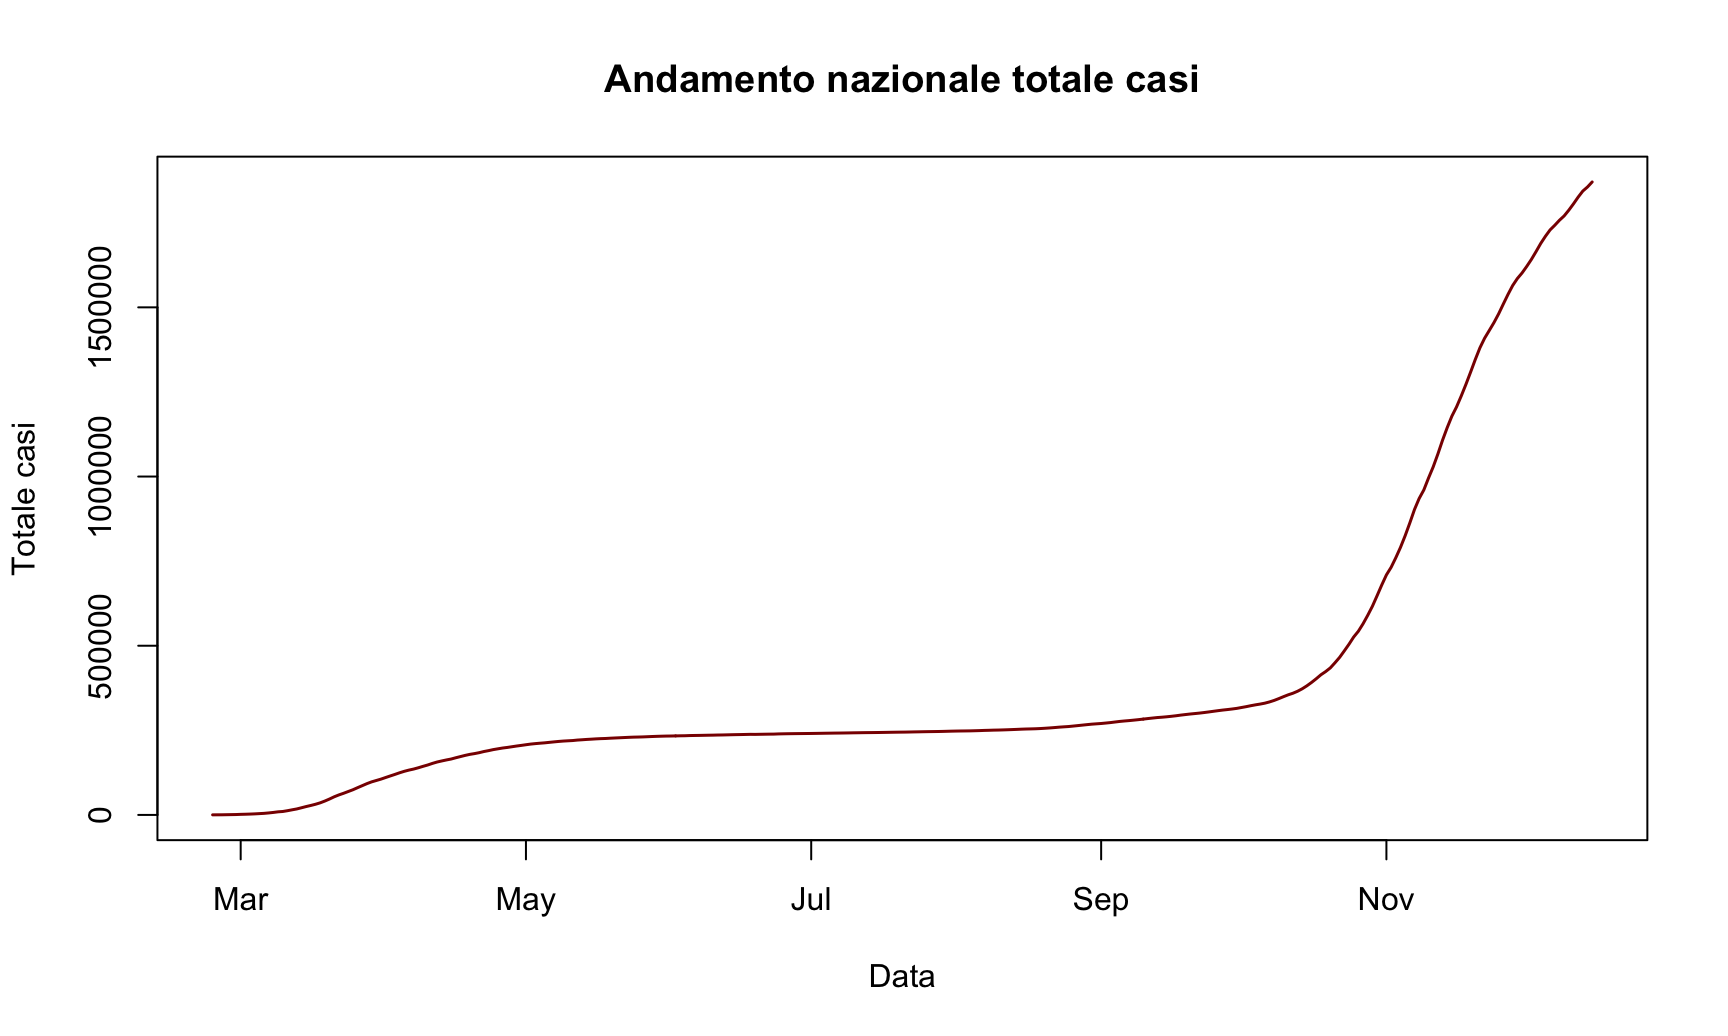 Andamento nazionale totale casi
Totale casi
1500000
1000000
500000
0
Mar May Jul Sep Nov
Data